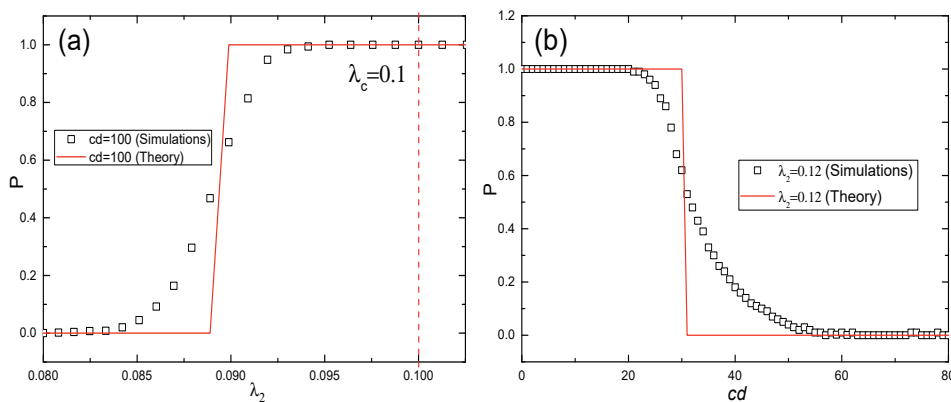 (a)
λc=0.1
cd=100 (Simulations)
cd=100 (Theory)
P
1.0
0.8
0.6
0.4
0.2
0.0
0.080 0.085 0.090 0.095 0.100
λ2
(b)
λ2=0.12 (Simulations)
λ2=0.12 (Theory)
P
1.2
1.0
0.8
0.6
0.4
0.2
0.0
0 20 40 60 80
cd